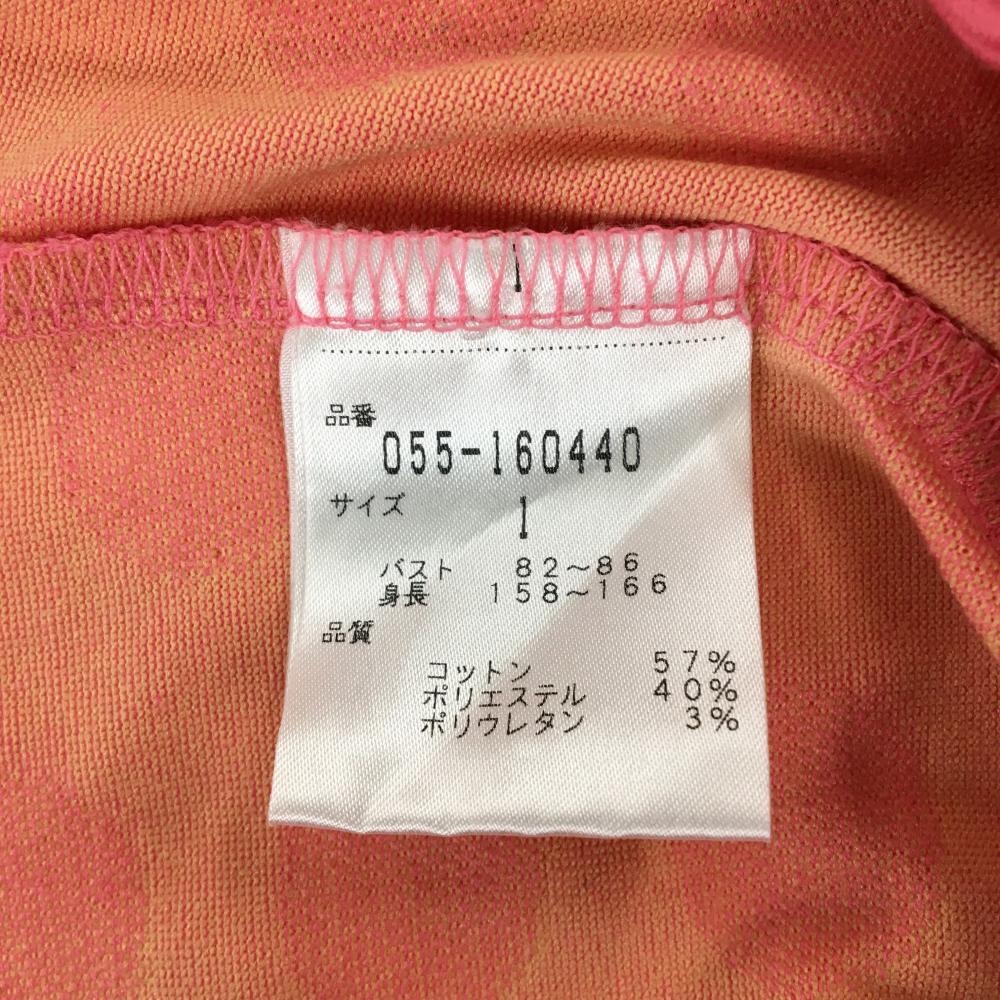 品番
055-160440
サイズ
1
バスト 82～86
身長 158～166
品質
コットン 57%
ポリエステル 40%
ポリウレタン 3%